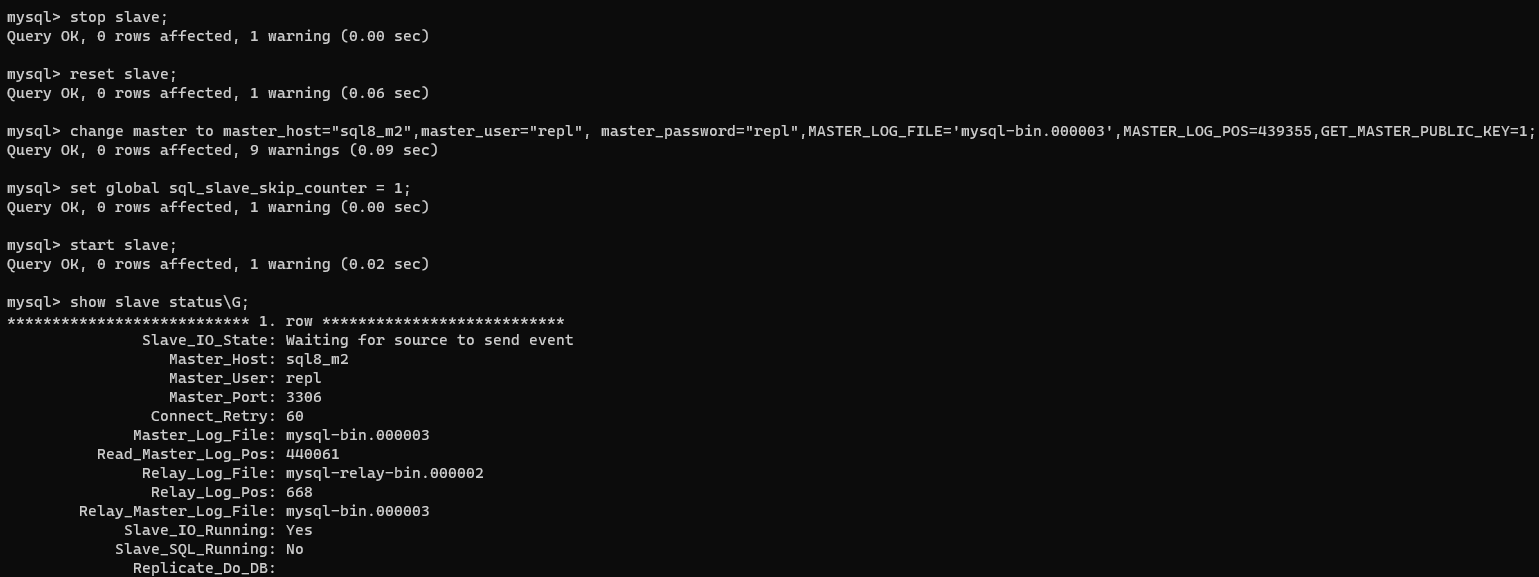 mysql> stop slave;
Query OK, 0 rows affected, 1 warning (0.00 sec)

mysql> reset slave;
Query OK, 0 rows affected, 1 warning (0.06 sec)

mysql> change master to master_host="sql8_m2",master_user="repl", master_password="repl",MASTER_LOG_FILE='mysql-bin.000003',MASTER_LOG_POS=439355,GET_MASTER_PUBLIC_KEY=1;
Query OK, 0 rows affected, 9 warnings (0.09 sec)

mysql> set global sql_slave_skip_counter = 1;
Query OK, 0 rows affected, 1 warning (0.00 sec)

mysql> start slave;
Query OK, 0 rows affected, 1 warning (0.02 sec)

mysql> show slave status\G;
*************************** 1. row ***************************
               Slave_IO_State: Waiting for source to send event
                  Master_Host: sql8_m2
                  Master_User: repl
                  Master_Port: 3306
                Connect_Retry: 60
              Master_Log_File: mysql-bin.000003
          Read_Master_Log_Pos: 440061
               Relay_Log_File: mysql-relay-bin.000002
                Relay_Log_Pos: 668
        Relay_Master_Log_File: mysql-bin.000003
             Slave_IO_Running: Yes
            Slave_SQL_Running: No
              Replicate_Do_DB: